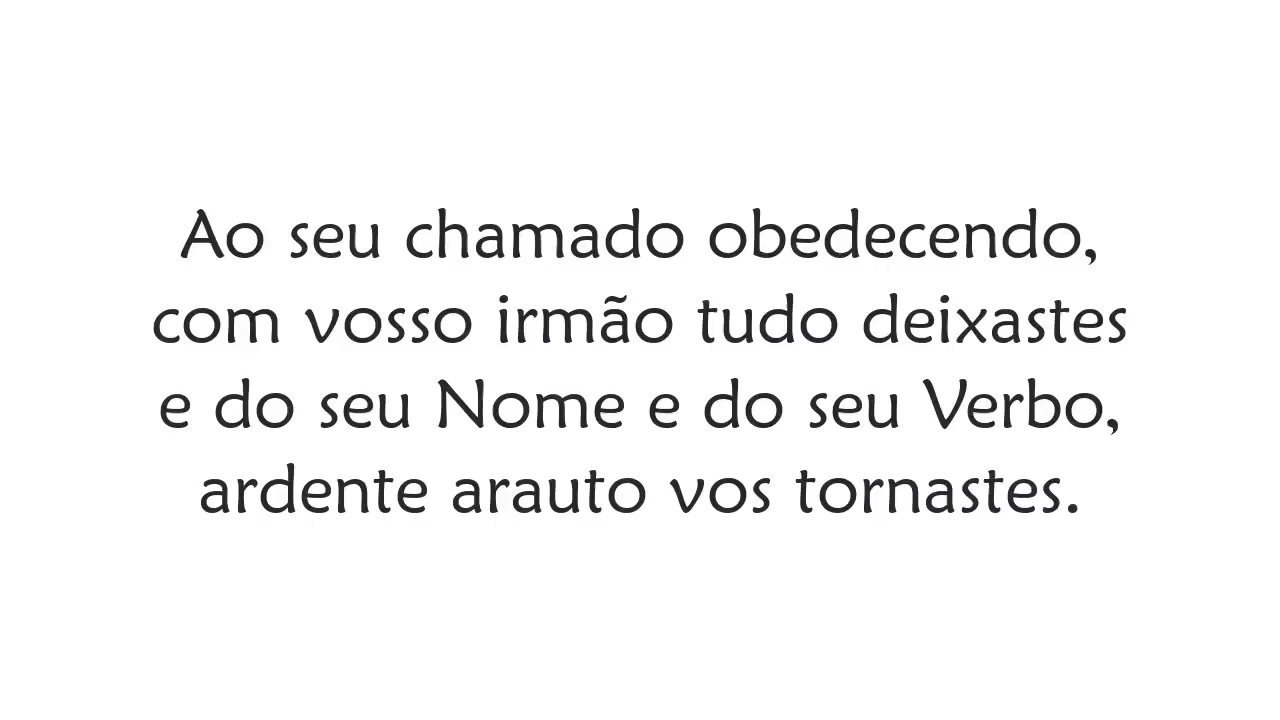 Ao seu chamado obedecendo,
com vosso irmão tudo deixastes
e do seu Nome e do seu Verbo,
ardente arauto vos tornastes.